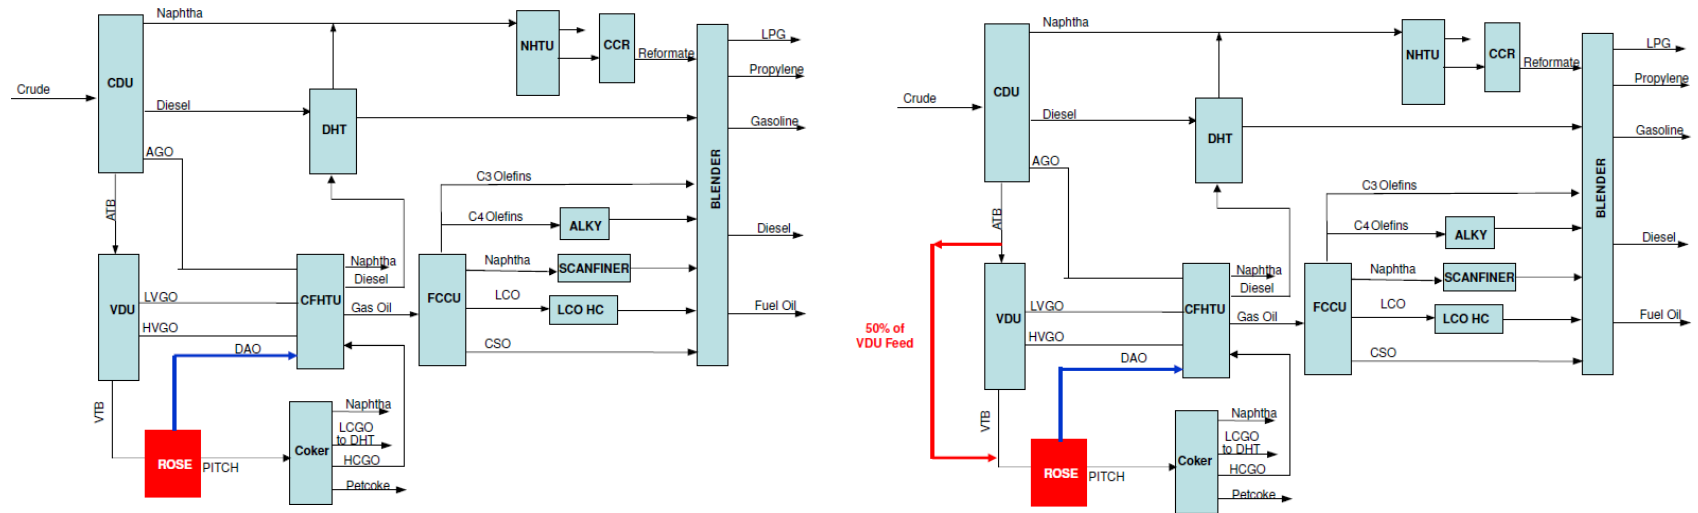 Naphtha
CDU
NHTU
CCR
Reformate
LPG
Propylene
Crude
Diesel
DHT
Gasoline
AGO
BLENDER
C3 Olefins
ATB
C4 Olefins
ALKY
Diesel
Naphtha
Diesel
Naphtha
SCANFINER
VDU
LVGO
CFHTU
Gas Oil
FCCU
LCO
LCO HC
Fuel Oil
HVGO
DAO
CSO
VTB
Naphtha
LCGO
to DHT
Coker
HCGO
ROSE
PITCH
Petcoke
Naphtha
CDU
NHTU
CCR
Reformate
LPG
Propylene
Crude
Diesel
DHT
Gasoline
AGO
BLENDER
C3 Olefins
ATB
C4 Olefins
ALKY
Diesel
Naphtha
Diesel
Naphtha
SCANFINER
50% of
VDU Feed
VDU
LVGO
CFHTU
Gas Oil
FCCU
LCO
LCO HC
Fuel Oil
HVGO
DAO
CSO
VTB
Naphtha
LCGO
to DHT
Coker
HCGO
ROSE
PITCH
Petcoke